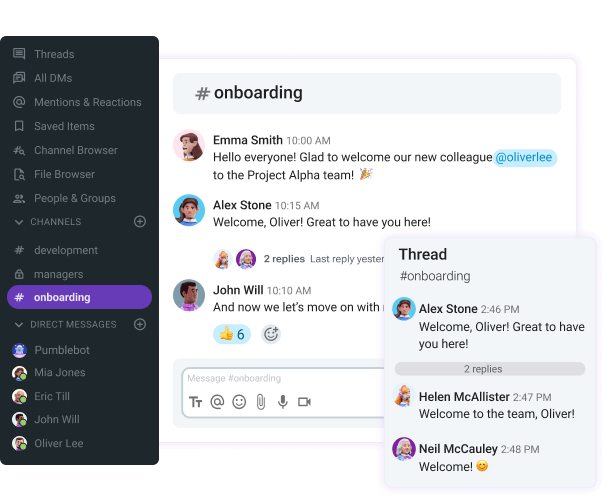 Threads
All DMs
Mentions & Reactions
Saved Items
Channel Browser
File Browser
People & Groups
CHANNELS
# development
managers
# onboarding
DIRECT MESSAGES
Pumblebot
Mia Jones
Eric Till
John Will
Oliver Lee
# onboarding
Emma Smith 10:00 AM
Hello everyone! Glad to welcome our new colleague @oliverlee
to the Project Alpha team! 🎉
Alex Stone 10:15 AM
Welcome, Oliver! Great to have you here!
2 replies Last reply yester
John Will 10:10 AM
And now we let's move on with
👍 6
Message #onboarding
Thread
#onboarding
Alex Stone 2:46 PM
Welcome, Oliver! Great to have
you here!
2 replies
Helen McAllister 2:47 PM
Welcome to the team, Oliver!
Neil McCauley 2:48 PM
Welcome! 😊